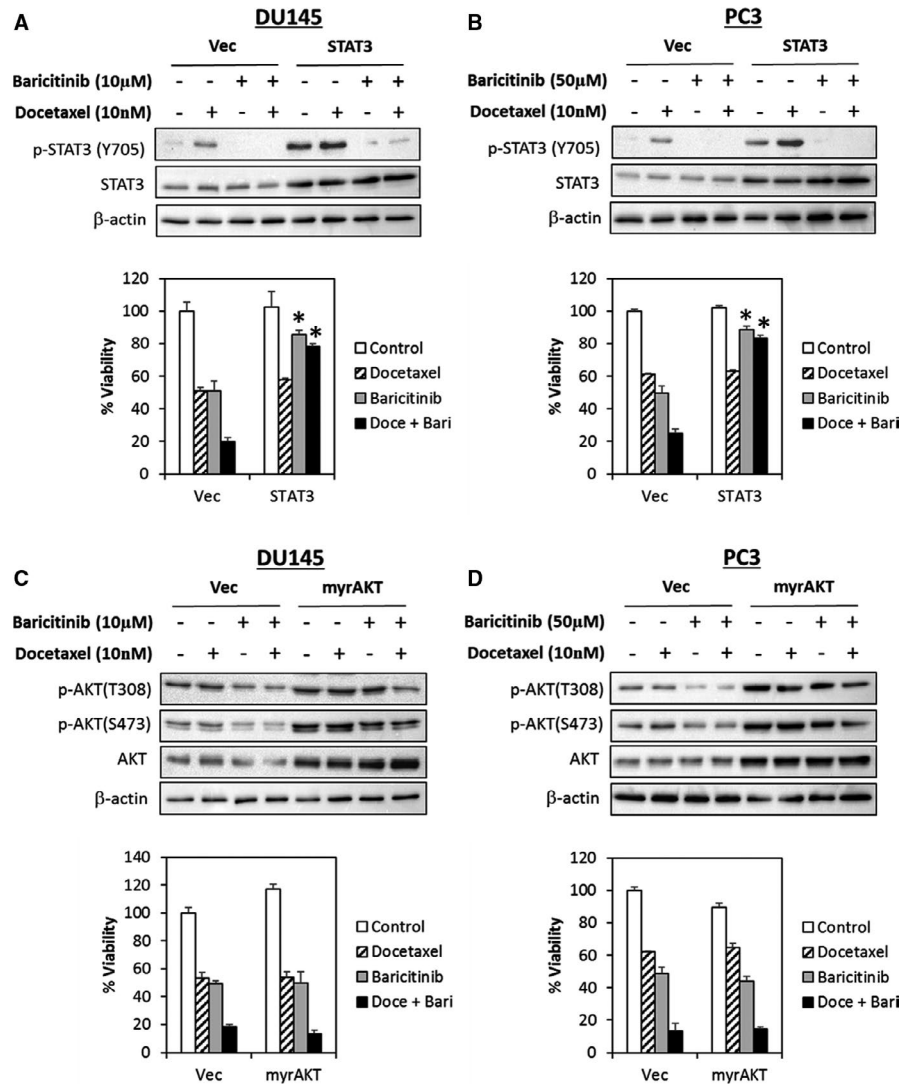 A
DU145
Vec STAT3
Baricitinib (10μM) - - + + - - + +
Docetaxel (10nM) - + - + - + - +
p-STAT3 (Y705)
STAT3
β-actin
120
100
80
60
40
20
0
% Viability
* *
Vec STAT3
Control
Docetaxel
Baricitinib
Doce + Bari
B
PC3
Vec STAT3
Baricitinib (50μM) - - + + - - + +
Docetaxel (10nM) - + - + - + - +
p-STAT3 (Y705)
STAT3
β-actin
120
100
80
60
40
20
0
% Viability
* *
Vec STAT3
Control
Docetaxel
Baricitinib
Doce + Bari
C
DU145
Vec myrAKT
Baricitinib (10μM) - - + + - - + +
Docetaxel (10nM) - + - + - + - +
p-AKT(T308)
p-AKT(S473)
AKT
β-actin
140
120
100
80
60
40
20
0
% Viability
Vec myrAKT
Control
Docetaxel
Baricitinib
Doce + Bari
D
PC3
Vec myrAKT
Baricitinib (50μM) - - + + - - + +
Docetaxel (10NM) - + - + - + - +
p-AKT(T308)
p-AKT(S473)
AKT
β-actin
120
100
80
60
40
20
0
% Viability
Vec myrAKT
Control
Docetaxel
Baricitinib
Doce + Bari